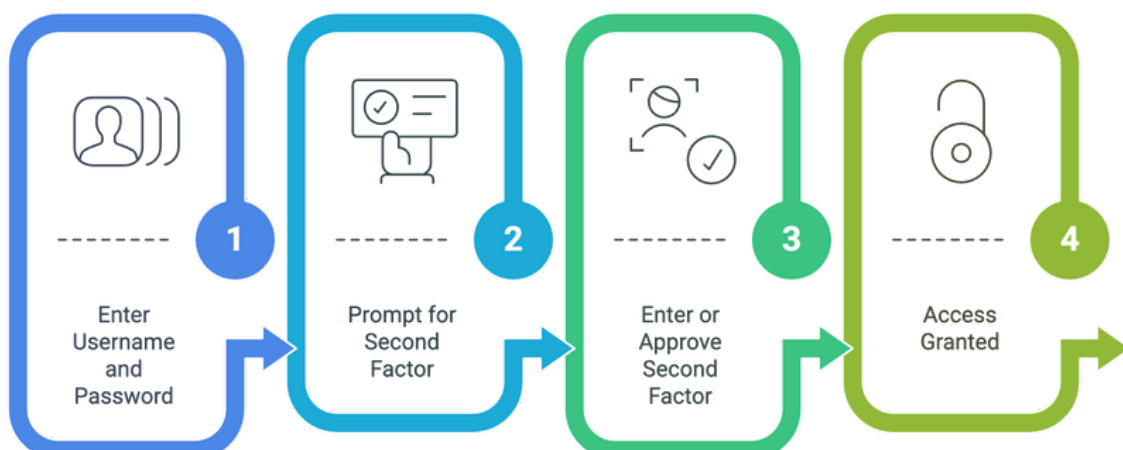 1
Enter
Username
and
Password
2
Prompt for
Second
Factor
3
Enter or
Approve
Second
Factor
4
Access
Granted